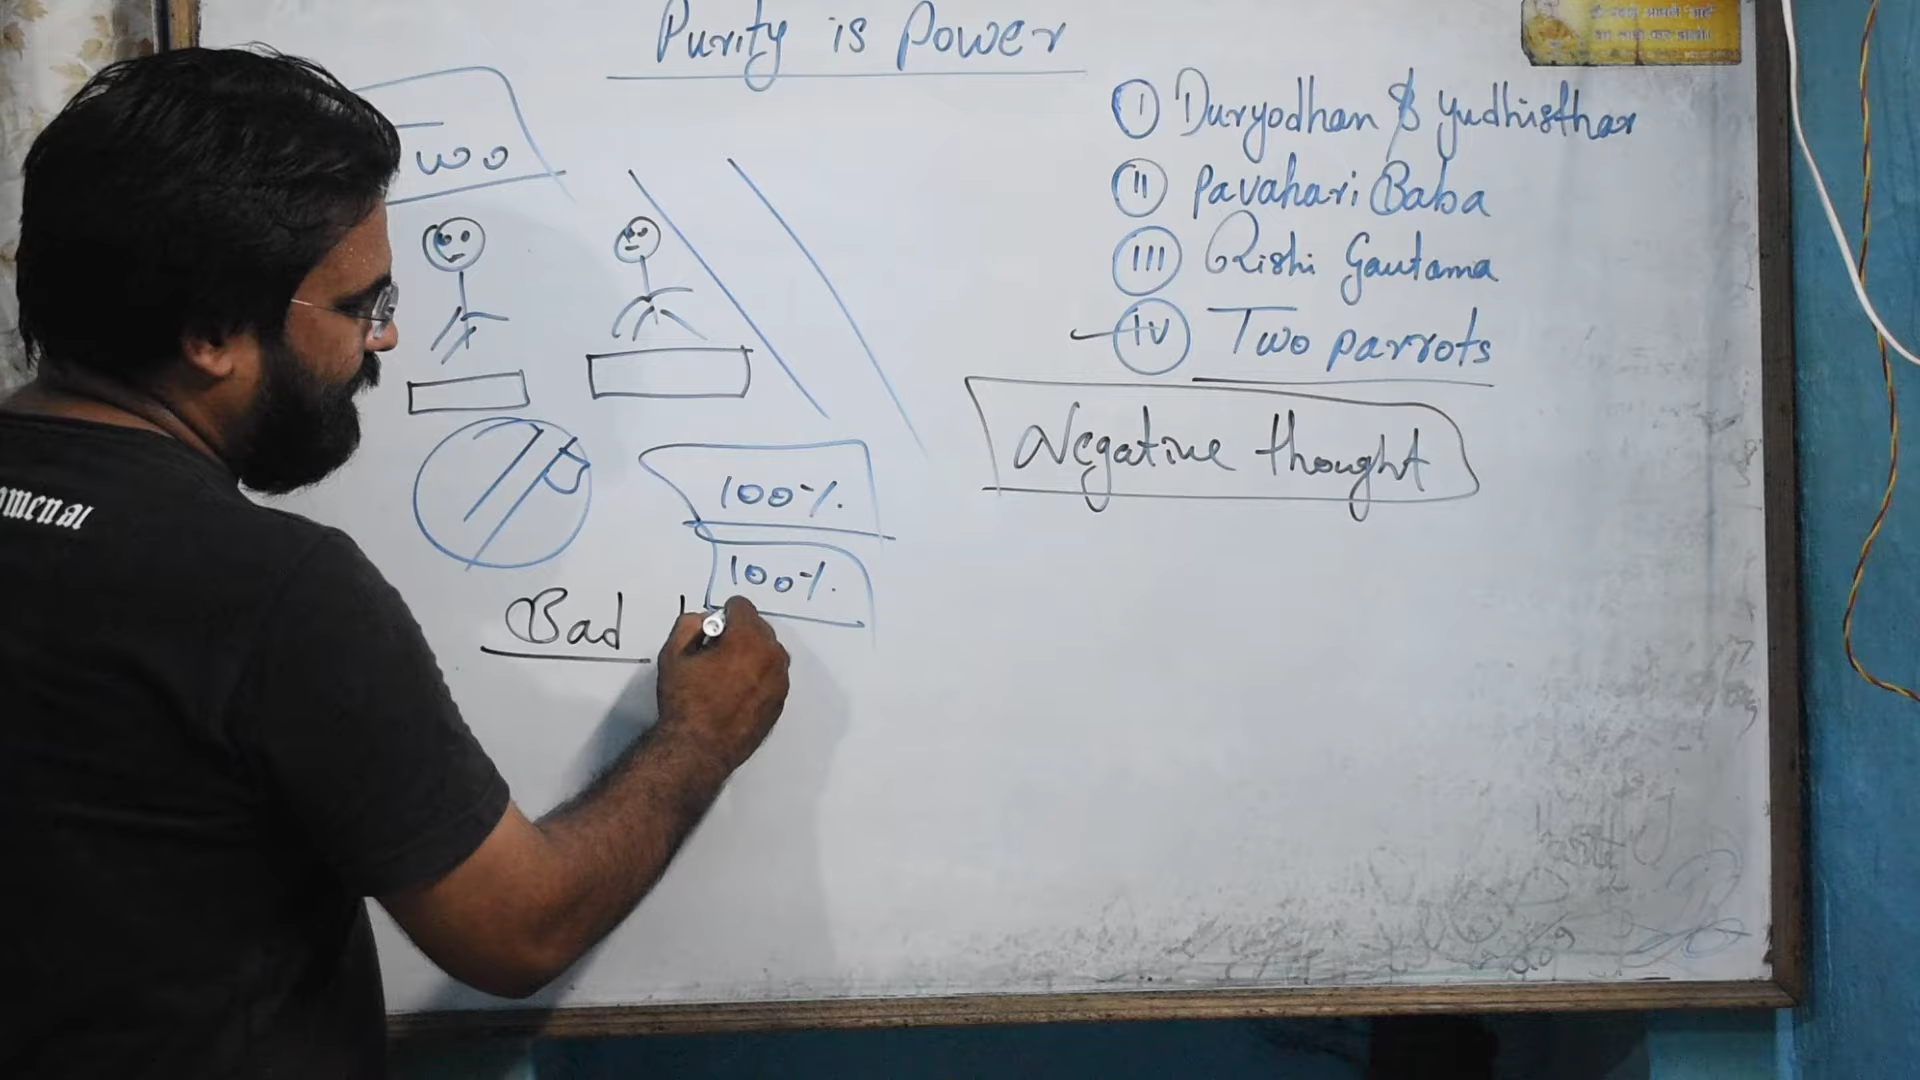 Purity is Power
I Duryodhan & Yudhisthar
II Pavahari Baba
III Rishi Gautama
IV Two parrots
Negative thought
Two
100%
100%
Bad